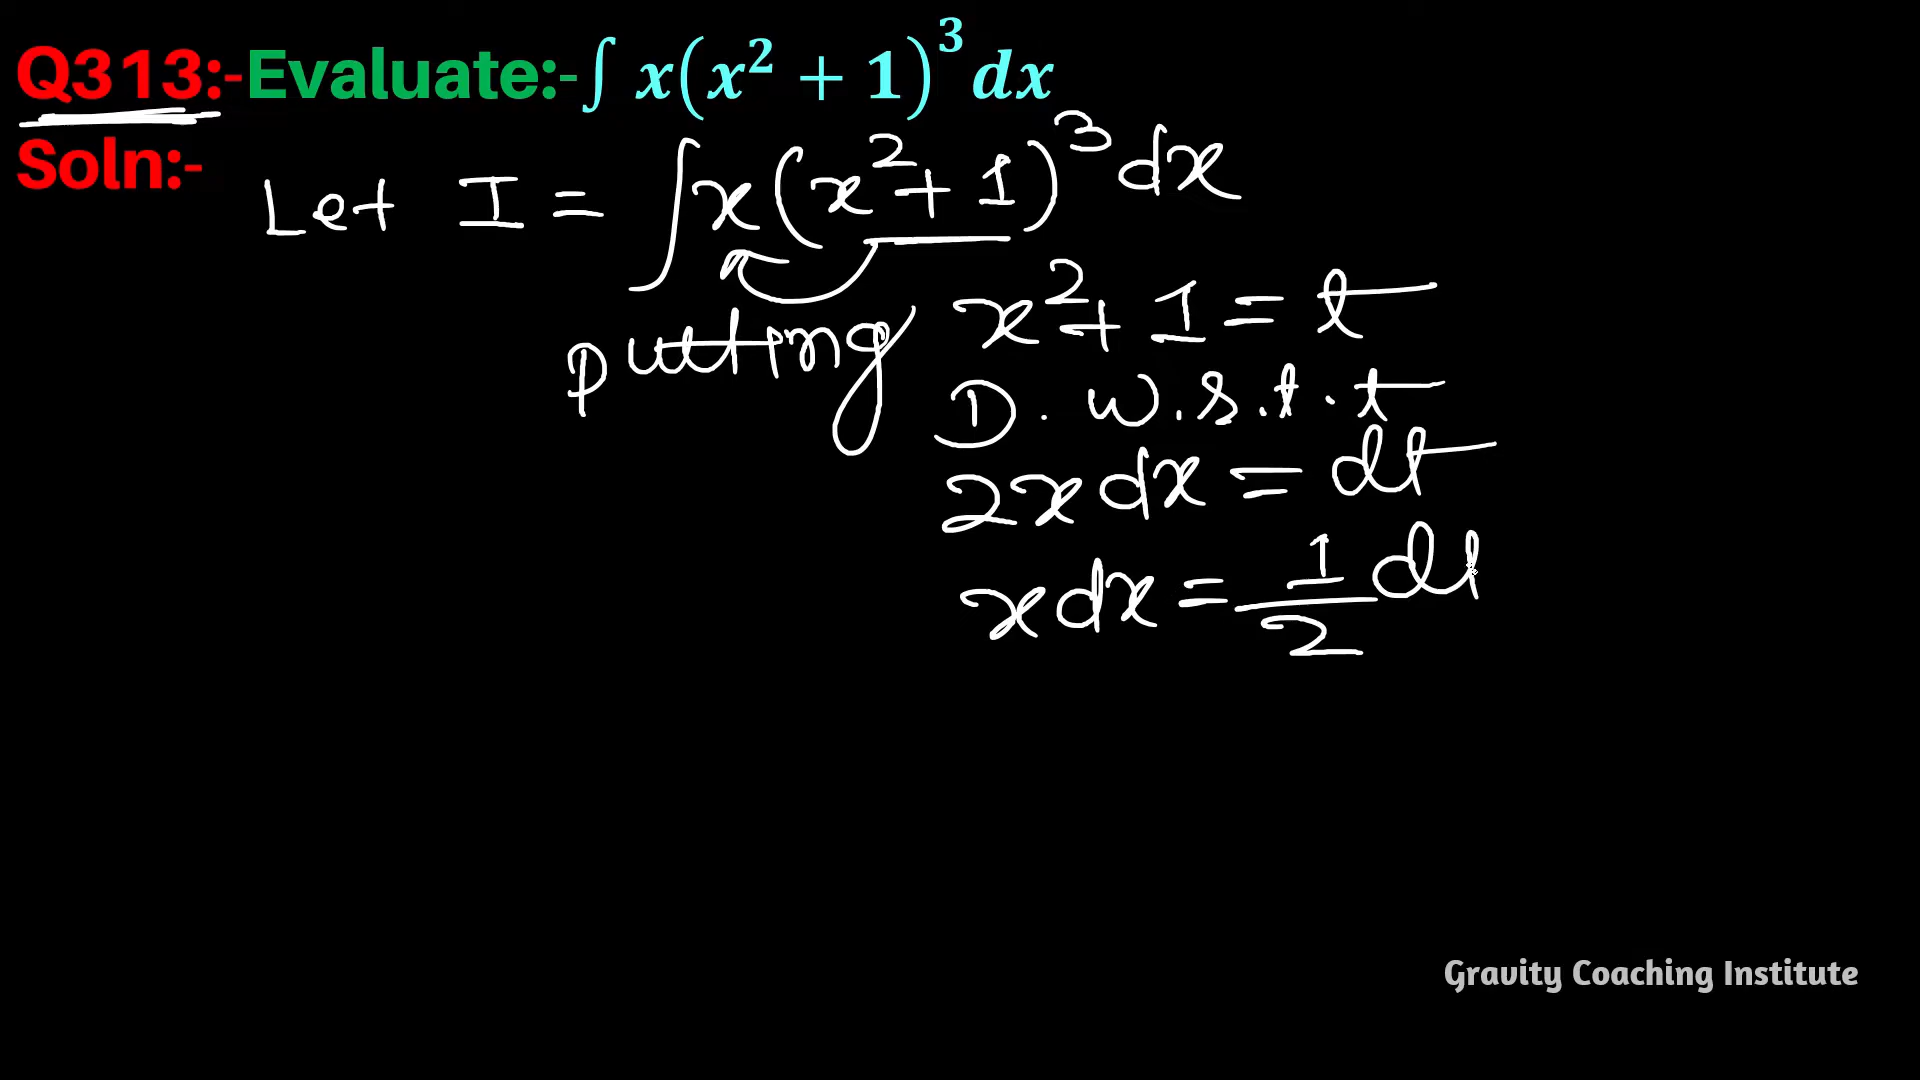 Q313:-Evaluate:-∫ x(x² + 1)³ dx
Soln:-
Let I = ∫x(x²+1)³dx
putting x²+1=t
D. w.s.t.t
2xdx=dt
xdx=1/2 dt
Gravity Coaching Institute